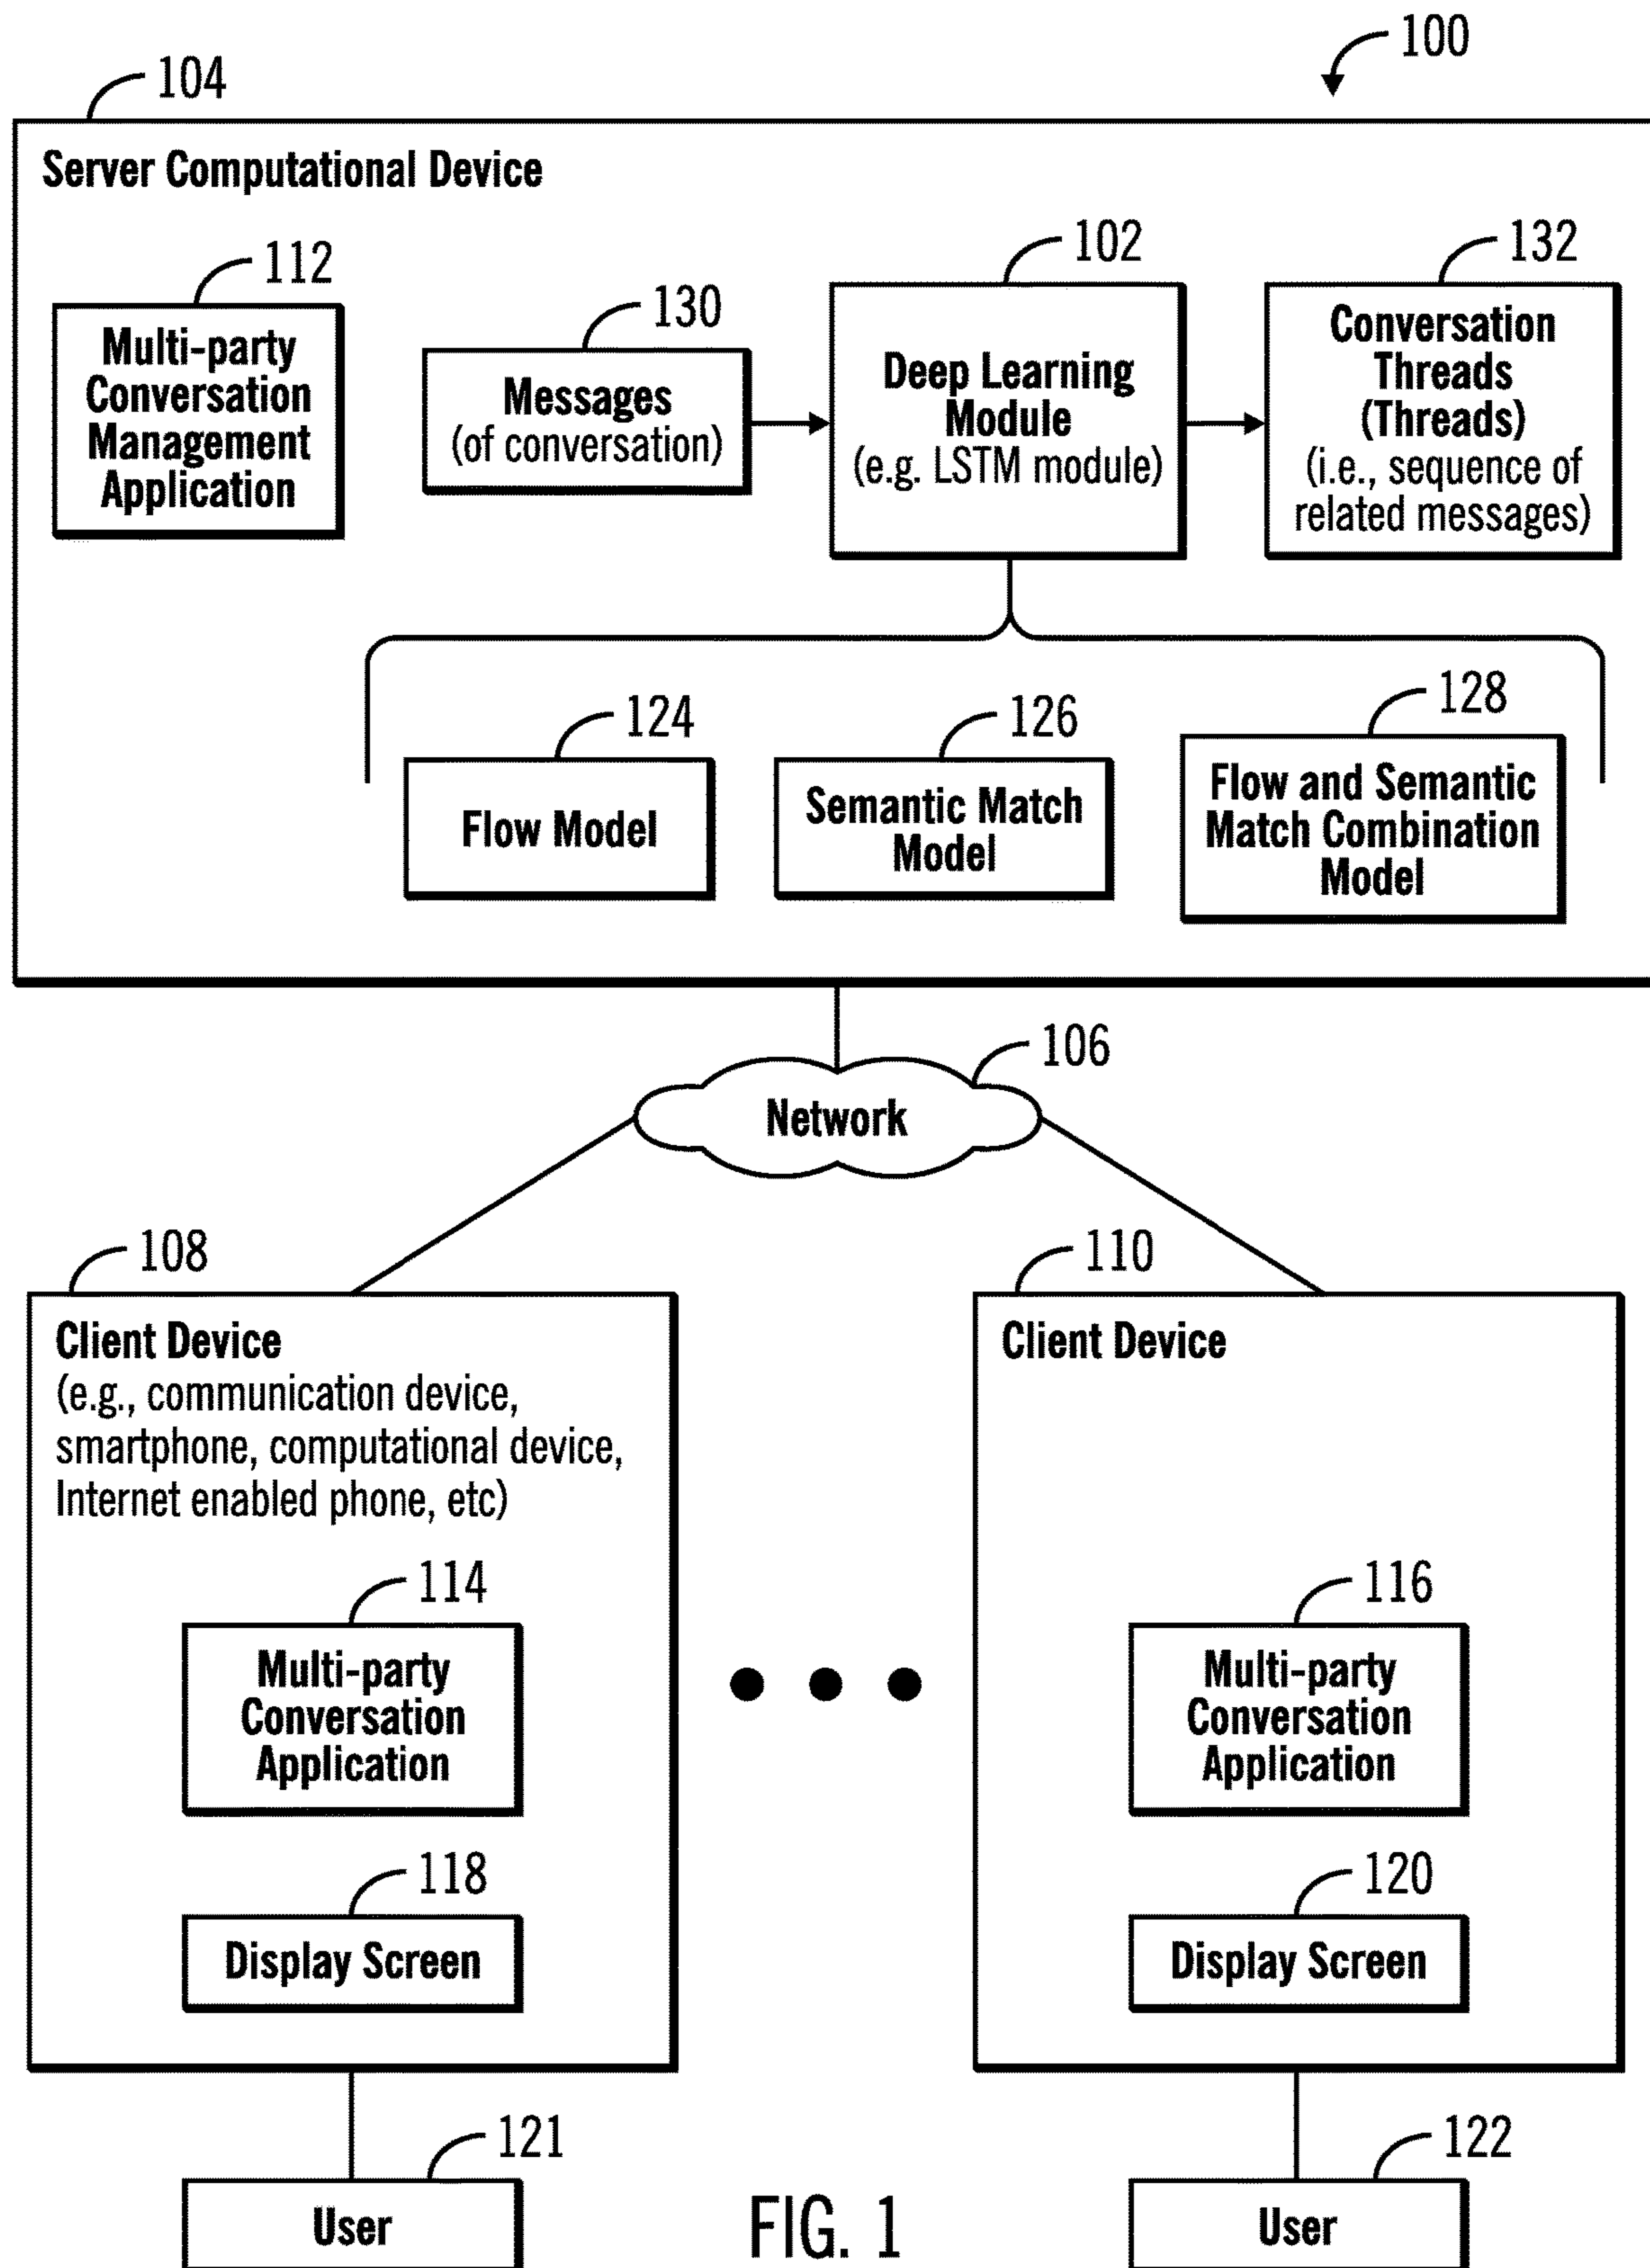 100
104
Server Computational Device
112
Multi-party
Conversation
Management
Application
130
Messages
(of conversation)
102
Deep Learning
Module
(e.g. LSTM module)
132
Conversation
Threads
(Threads)
(i.e., sequence of
related messages)
124
Flow Model
126
Semantic Match
Model
128
Flow and Semantic
Match Combination
Model
106
Network
108
Client Device
(e.g., communication device,
smartphone, computational device,
Internet enabled phone, etc)
114
Multi-party
Conversation
Application
118
Display Screen
121
User
110
Client Device
116
Multi-party
Conversation
Application
120
Display Screen
122
User
FIG. 1